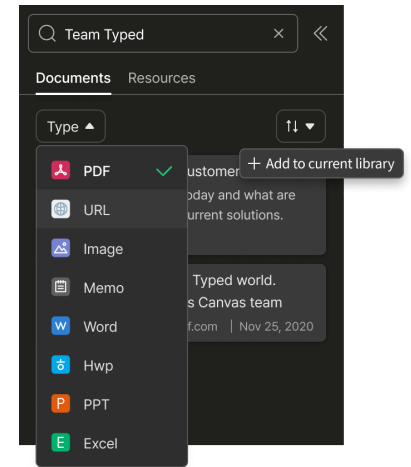 Team Typed
Documents Resources
Type
+ Add to current library
PDF
URL
Image
Memo
Word
Hwp
PPT
Excel
ustomer
oday and what are
urrent solutions.
Typed world.
s Canvas team
f.com | Nov 25, 2020